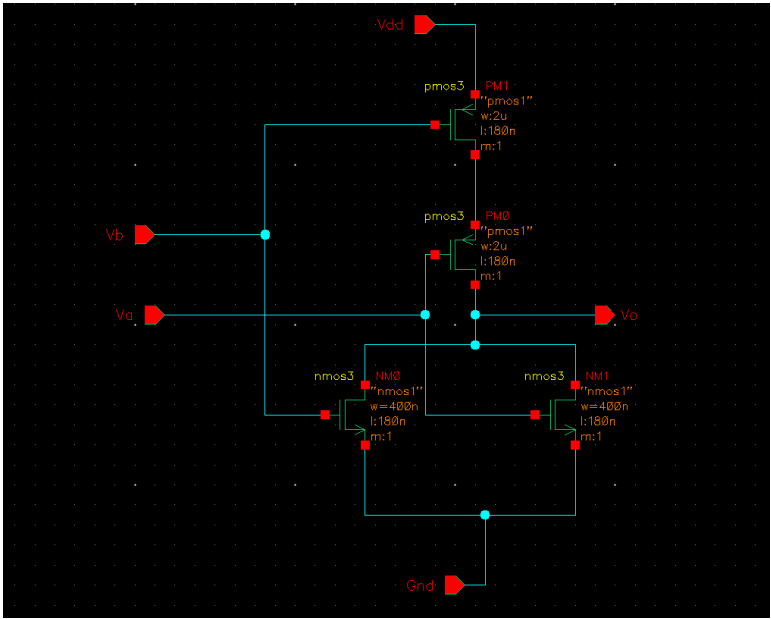 Vdd
pmos3 PM1
"pmos1"
w:2u
l:180n
m:1
pmos3 PM0
"pmos1"
w:2u
l:180n
m:1
Vb
Va
Vo
nmos3 NM0
"nmos1"
w=400n
l:180n
m:1
nmos3 NM1
"nmos1"
w=400n
l:180n
m:1
Gnd